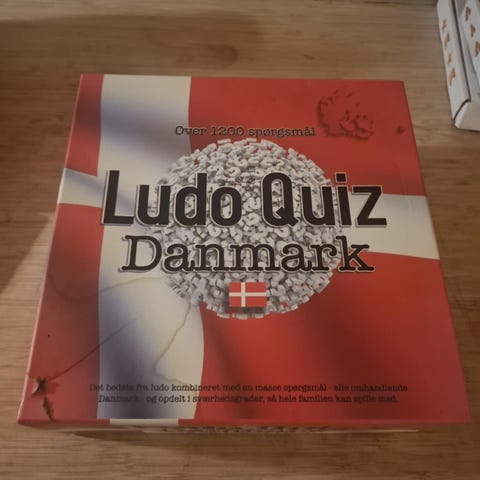 Over 1200 spørgsmål
Ludo Quiz
Danmark
Det bedste fra ludo kombineret med en masse spørgsmål - alle omhandlende
Danmark - og opdelt i sværhedsgrader, så hele familien kan spille med.